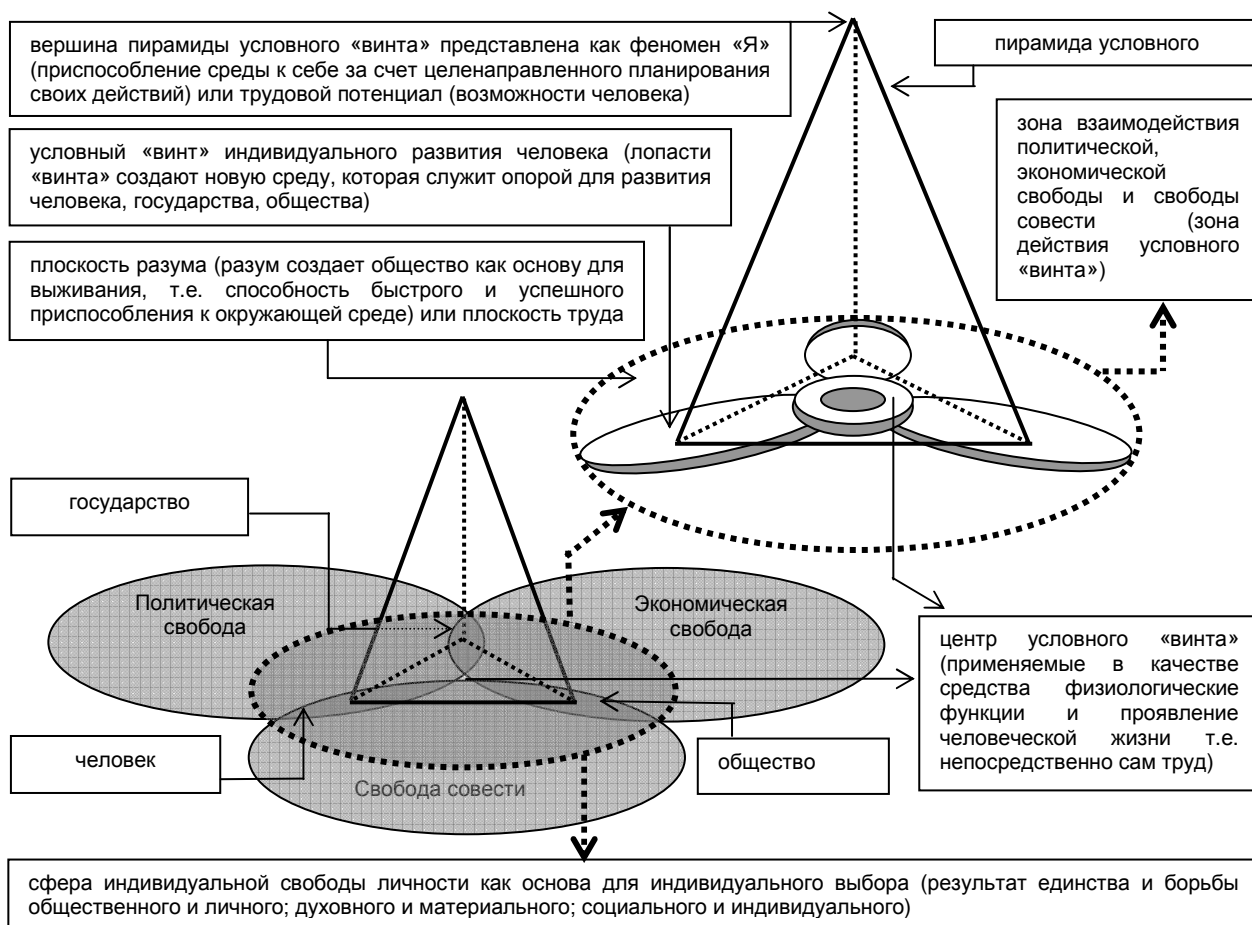 вершина пирамиды условного «винта» представлена как феномен «Я»
(приспособление среды к себе за счет целенаправленного планирования
своих действий) или трудовой потенциал (возможности человека)
пирамида условного
условный «винт» индивидуального развития человека (лопасти
«винта» создают новую среду, которая служит опорой для развития
человека, государства, общества)
зона взаимодействия
политической,
экономической
свободы и свободы
совести (зона
действия условного
«винта»)
плоскость разума (разум создает общество как основу для
выживания, т.е. способность быстрого и успешного
приспособления к окружающей среде) или плоскость труда
государство
Политическая
свобода
Экономическая
свобода
центр условного «винта»
(применяемые в качестве
средства физиологические
функции и проявление
человеческой жизни т.е.
непосредственно сам труд)
человек
общество
Свобода совести
сфера индивидуальной свободы личности как основа для индивидуального выбора (результат единства и борьбы
общественного и личного; духовного и материального; социального и индивидуального)